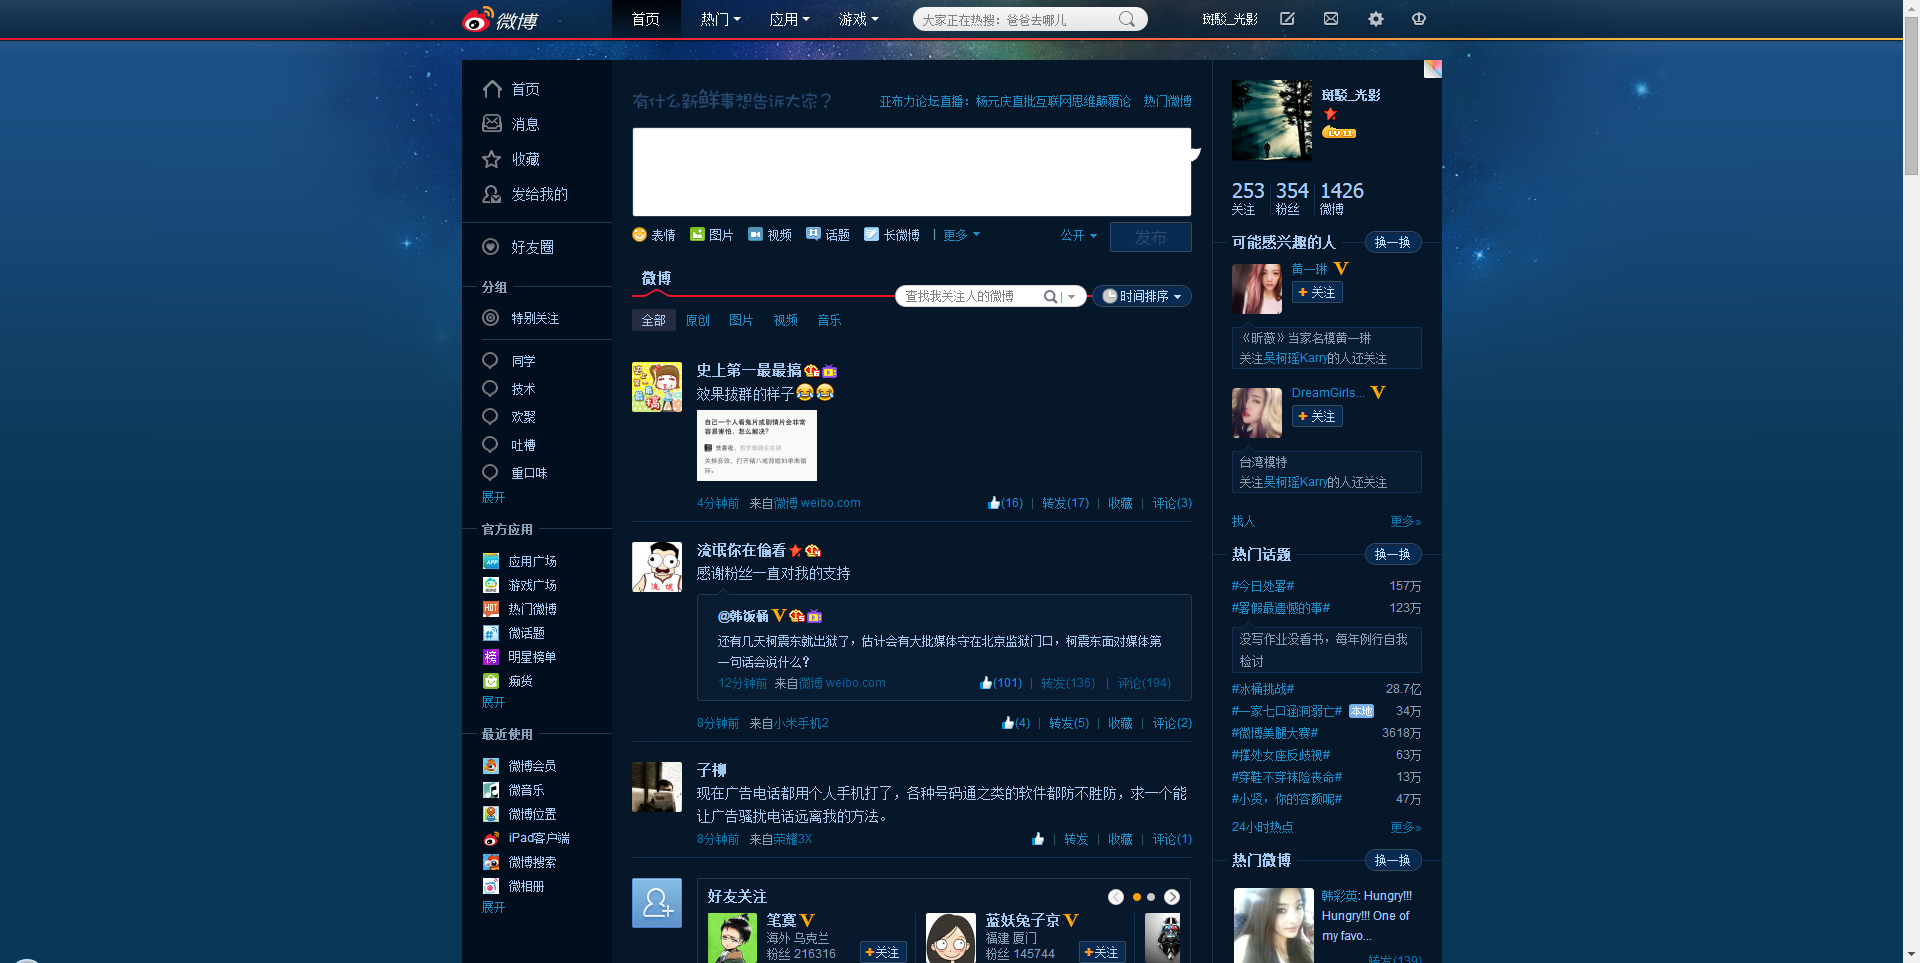 微博
首页
热门
应用
游戏
大家正在热搜：爸爸去哪儿
斑駁_光影
首页
消息
收藏
发给我的
好友圈
分组
特别关注
同学
技术
欢聚
吐槽
重口味
展开
官方应用
应用广场
游戏广场
热门微博
微话题
明星榜单
痴货
展开
最近使用
微博会员
微音乐
微博位置
iPad客户端
微博搜索
微相册
展开
有什么新鲜事想告诉大家？
亚布力论坛直播：杨元庆直批互联网思维颠覆论 热门微博
表情 图片 视频 话题 长微博 | 更多
公开 发布
微博
查找我关注人的微博
时间排序
全部 原创 图片 视频 音乐
史上第一最最搞
效果拔群的样子😂😂
自己一个人看鬼片或剧情片会非常
容易害怕，怎么解决？
4分钟前 来自微博 weibo.com
(16) | 转发(17) | 收藏 | 评论(3)
流氓你在偷看
感谢粉丝一直对我的支持
@韩饭桶
还有几天柯震东就出狱了，估计会有大批媒体守在北京监狱门口，柯震东面对媒体第
一句话会说什么？
12分钟前 来自微博 weibo.com
(101) | 转发(136) | 评论(194)
8分钟前 来自小米手机2
(4) | 转发(5) | 收藏 | 评论(2)
子柳
现在广告电话都用个人手机打了，各种号码通之类的软件都防不胜防，求一个能
让广告骚扰电话远离我的方法。
8分钟前 来自荣耀3X
| 转发 | 收藏 | 评论(1)
好友关注
笔寞
海外 乌克兰
粉丝 216316
+关注
蓝妖兔子京
福建 厦门
粉丝 145744
+关注
斑駁_光影
LV 11
253 354 1426
关注 粉丝 微博
可能感兴趣的人
换一换
黄一琳
+ 关注
《昕薇》当家名模黄一琳
关注吴柯瑶Karry的人还关注
DreamGirls...
+ 关注
台湾模特
关注吴柯瑶Karry的人还关注
找人
更多»
热门话题
换一换
#今日处暑# 157万
#暑假最遗憾的事# 123万
没写作业没看书，每年例行自我
检讨
#冰桶挑战# 28.7亿
#一家七口涵洞溺亡# 本地 34万
#微博美腿大赛# 3618万
#撑处女座反歧视# 63万
#穿鞋不穿袜险丧命# 13万
#小贤，你的容颜呢# 47万
24小时热点
更多»
热门微博
换一换
韩彩英: Hungry!!!
Hungry!!! One of
my favo...
转发(139)